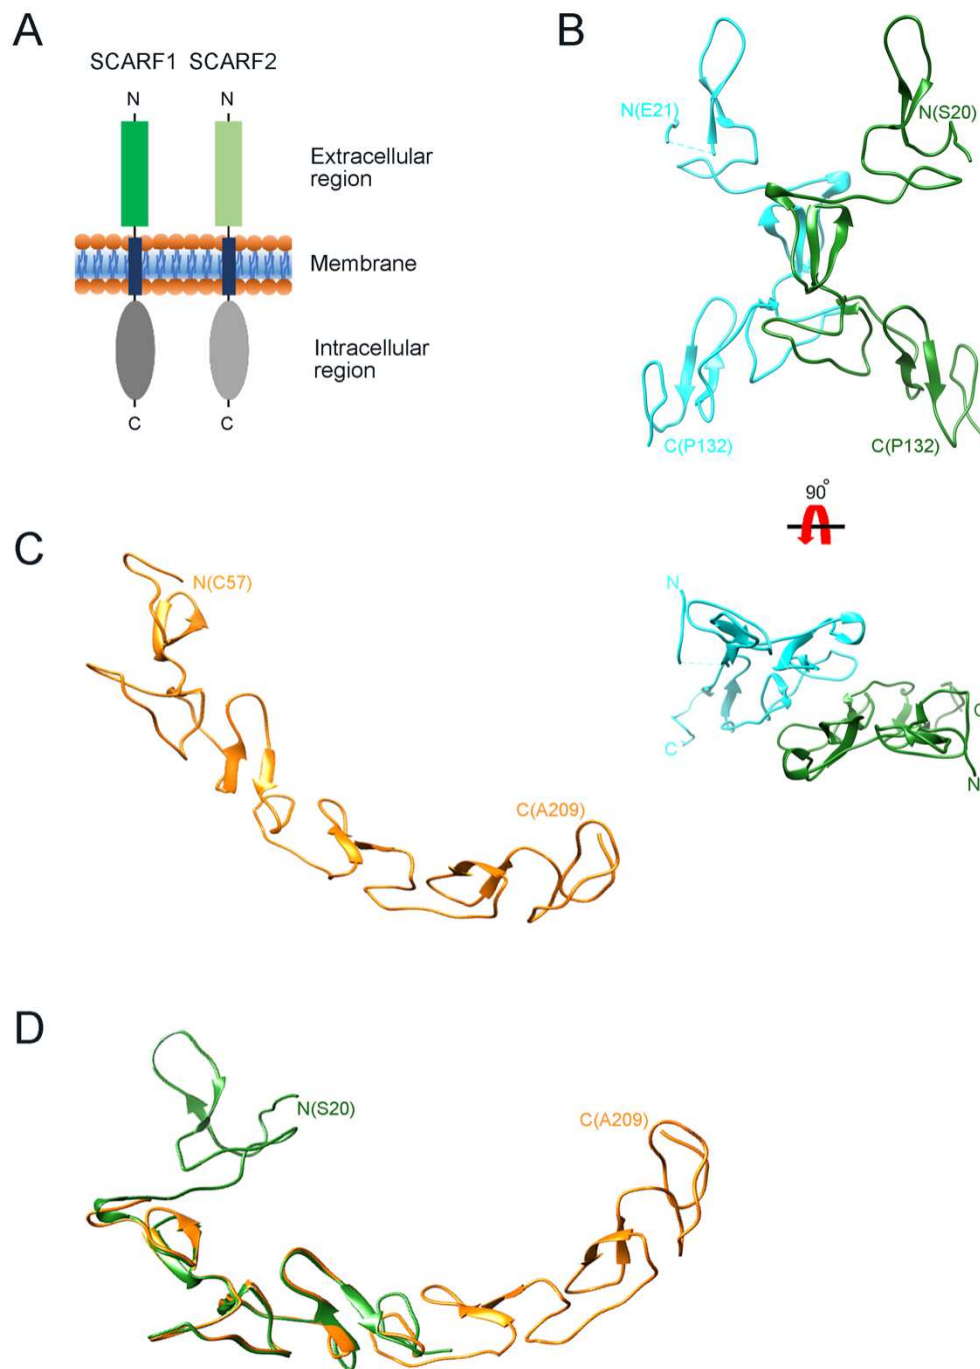 A
SCARF1 SCARF2
N N
Extracellular
region
Membrane
Intracellular
region
C C
B
N(E21) N(S20)
C(P132) C(P132)
90°
N
C
C
N
C
N(C57)
C(A209)
D
N(S20)
C(A209)